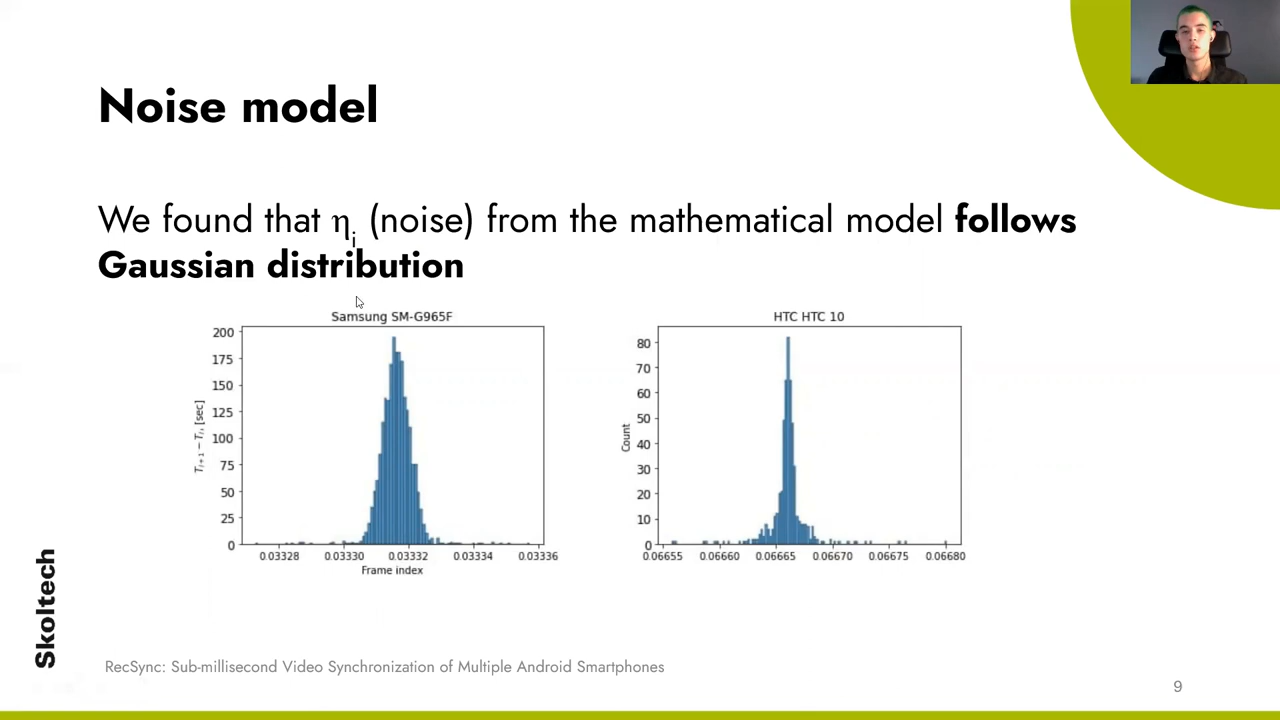 Noise model
We found that ηi (noise) from the mathematical model follows
Gaussian distribution
Samsung SM-G965F
200
175
150
125
100
75
50
25
0
Ti+1 − Ti, [sec]
0.03328 0.03330 0.03332 0.03334 0.03336
Frame index
HTC HTC 10
80
70
60
50
40
30
20
10
0
Count
0.06655 0.06660 0.06665 0.06670 0.06675 0.06680
Skoltech
RecSync: Sub-millisecond Video Synchronization of Multiple Android Smartphones
9